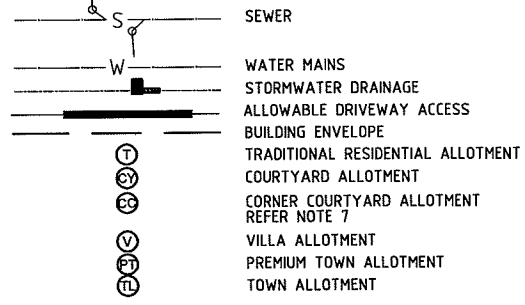 S SEWER
W WATER MAINS
STORMWATER DRAINAGE
ALLOWABLE DRIVEWAY ACCESS
BUILDING ENVELOPE
T TRADITIONAL RESIDENTIAL ALLOTMENT
CY COURTYARD ALLOTMENT
CC CORNER COURTYARD ALLOTMENT
REFER NOTE 7
V VILLA ALLOTMENT
PT PREMIUM TOWN ALLOTMENT
TL TOWN ALLOTMENT